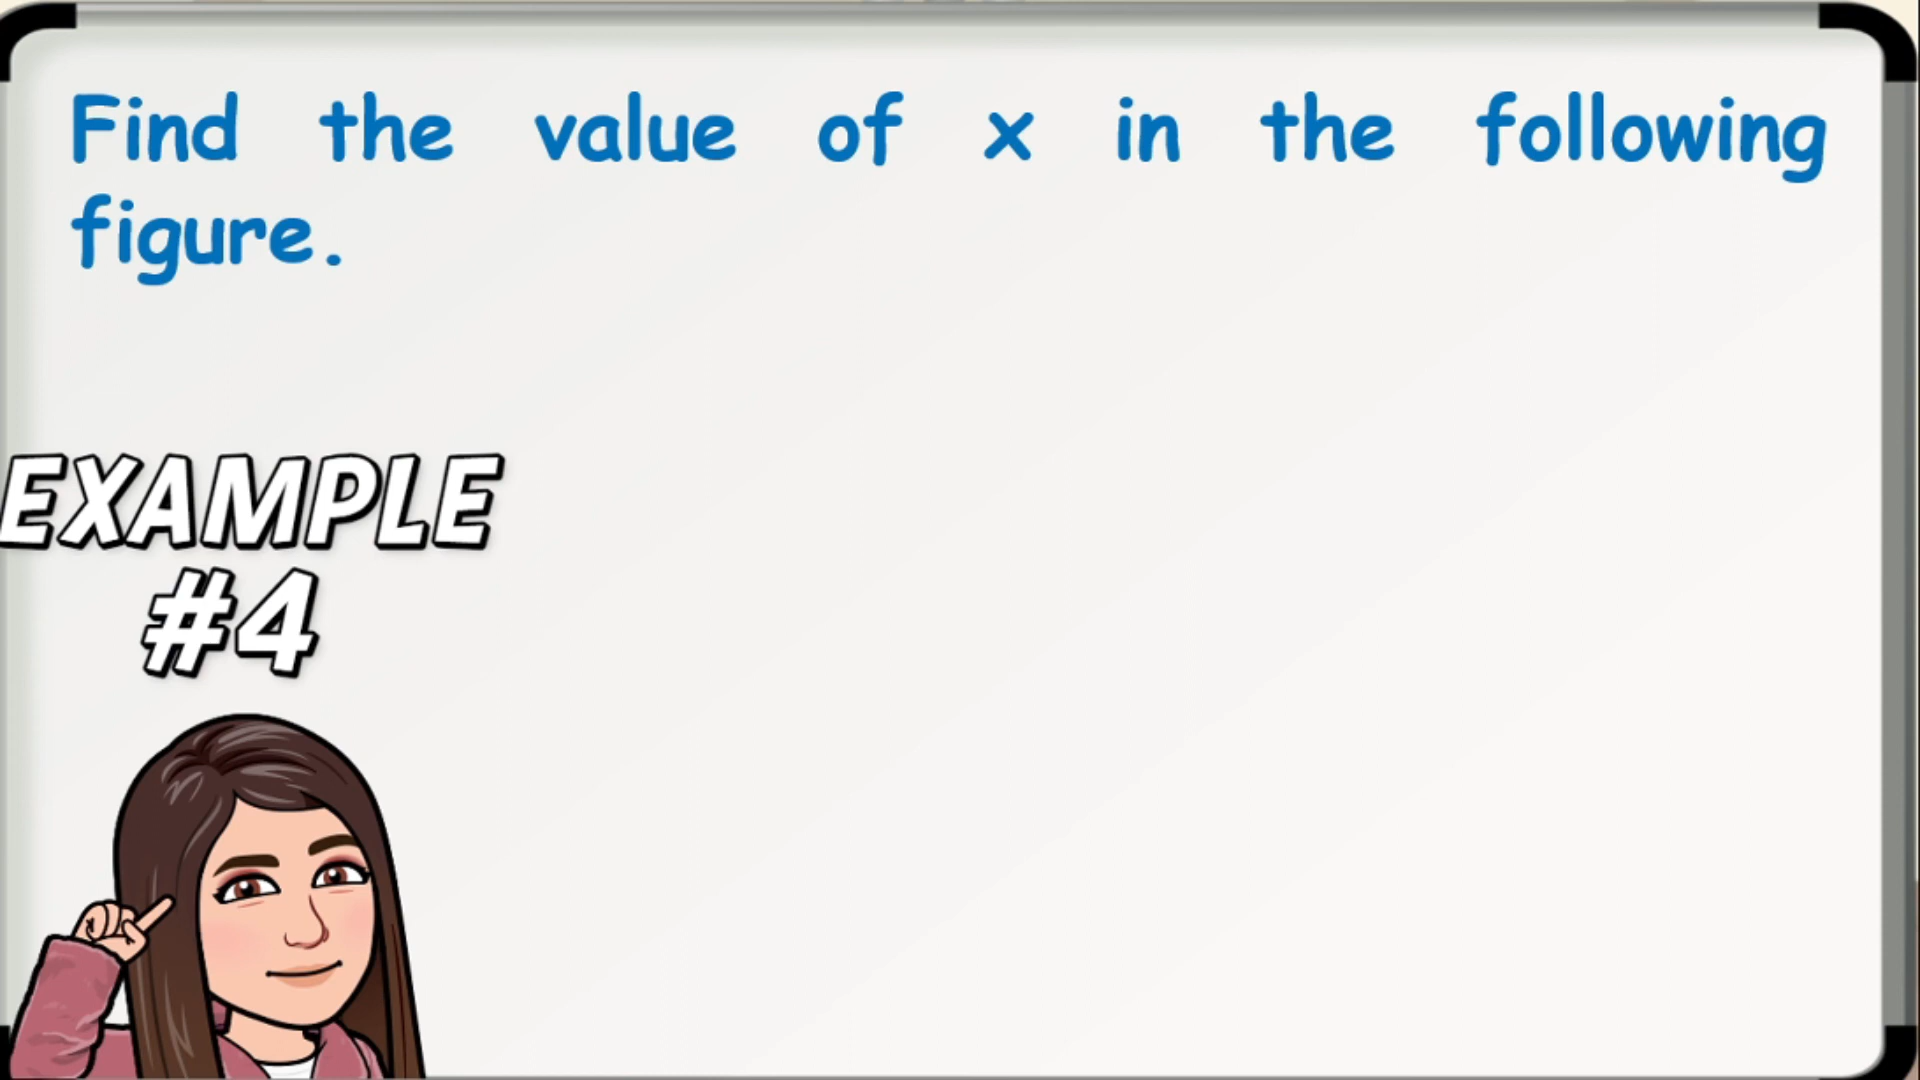 Find the value of x in the following
figure.
EXAMPLE
#4